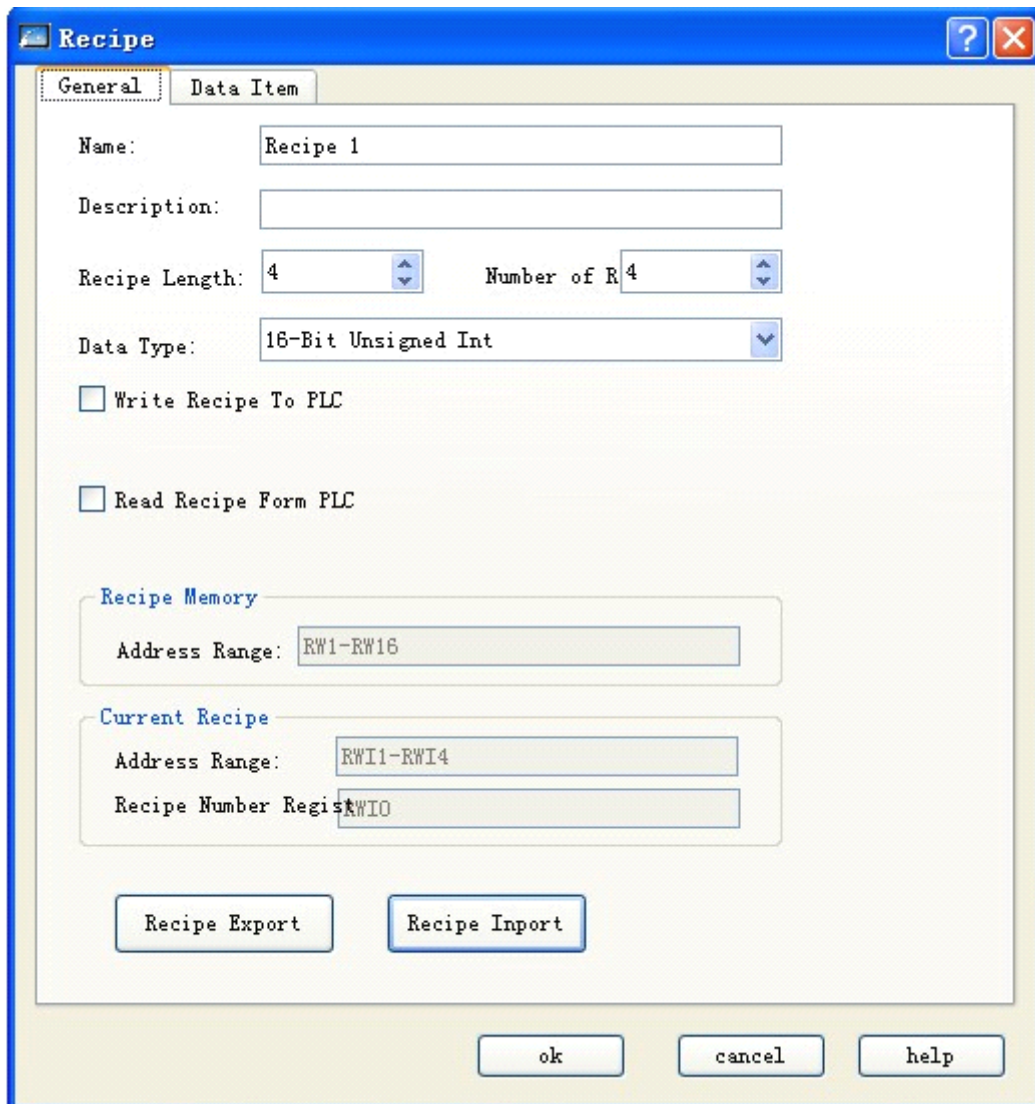 Recipe
General Data Item
Name: Recipe 1
Description:
Recipe Length: 4 Number of R 4
Data Type: 16-Bit Unsigned Int
Write Recipe To PLC
Read Recipe Form PLC
Recipe Memory
Address Range: RW1-RW16
Current Recipe
Address Range: RWI1-RWI4
Recipe Number Regist RWI0
Recipe Export Recipe Inport
ok cancel help